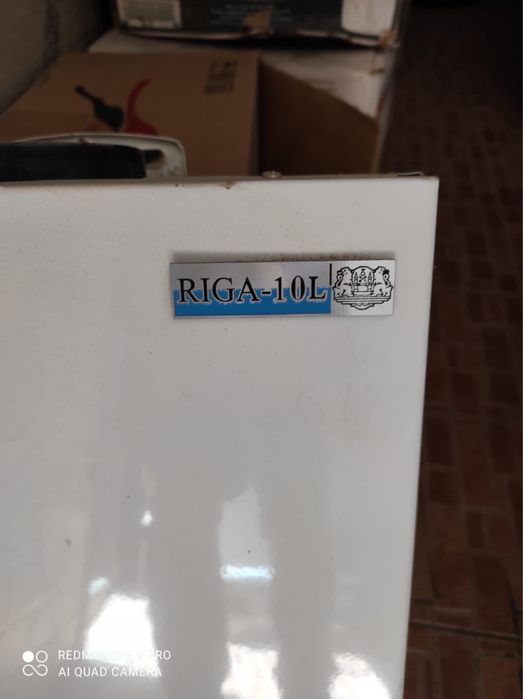 RIGA-10L
REDMI NOTE 8 PRO
AI QUAD CAMERA